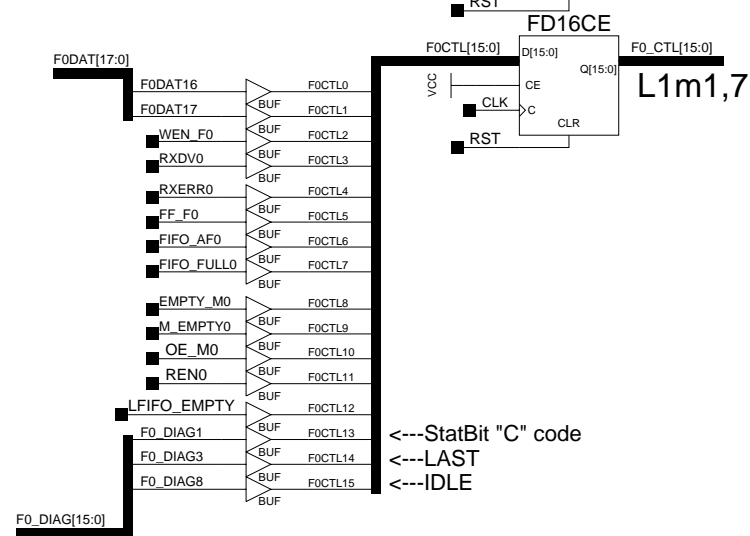 RST
FD16CE
F0CTL[15:0]
D[15:0]
Q[15:0]
F0_CTL[15:0]
VCC
CE
CLK
C
CLR
RST
L1m1,7
F0DAT[17:0]
F0DAT16
BUF
F0CTL0
F0DAT17
BUF
F0CTL1
WEN_F0
BUF
F0CTL2
RXDV0
BUF
F0CTL3
RXERR0
BUF
F0CTL4
FF_F0
BUF
F0CTL5
FIFO_AF0
BUF
F0CTL6
FIFO_FULL0
BUF
F0CTL7
EMPTY_M0
BUF
F0CTL8
M_EMPTY0
BUF
F0CTL9
OE_M0
BUF
F0CTL10
REN0
BUF
F0CTL11
LFIFO_EMPTY
BUF
F0CTL12
F0_DIAG1
BUF
F0CTL13
<---StatBit "C" code
F0_DIAG3
BUF
F0CTL14
<---LAST
F0_DIAG8
BUF
F0CTL15
<---IDLE
F0_DIAG[15:0]